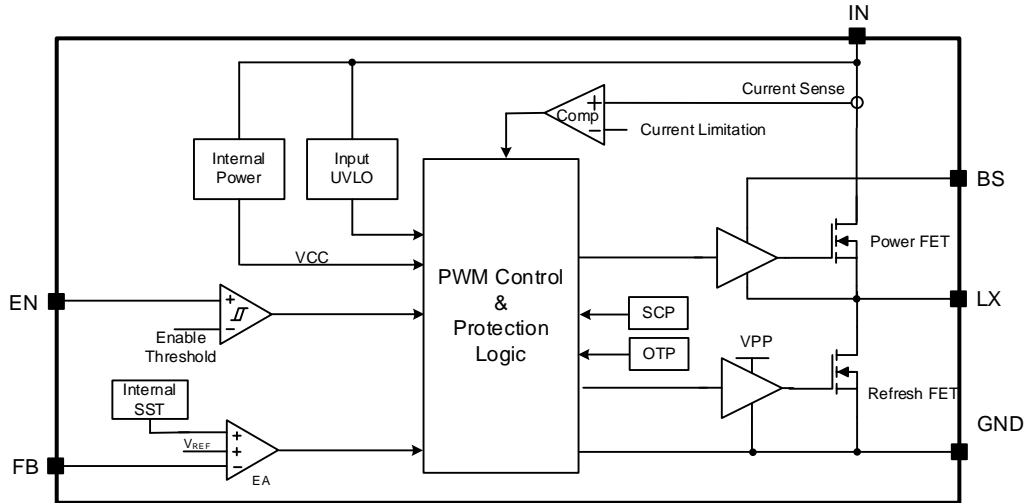 IN
Current Sense
+
Comp
−
Current Limitation
Internal
Power
Input
UVLO
BS
Power FET
VCC
PWM Control
&
Protection
Logic
EN
+
−
Enable
Threshold
LX
SCP
OTP
VPP
Refresh FET
Internal
SST
GND
+
VREF
+
−
EA
FB